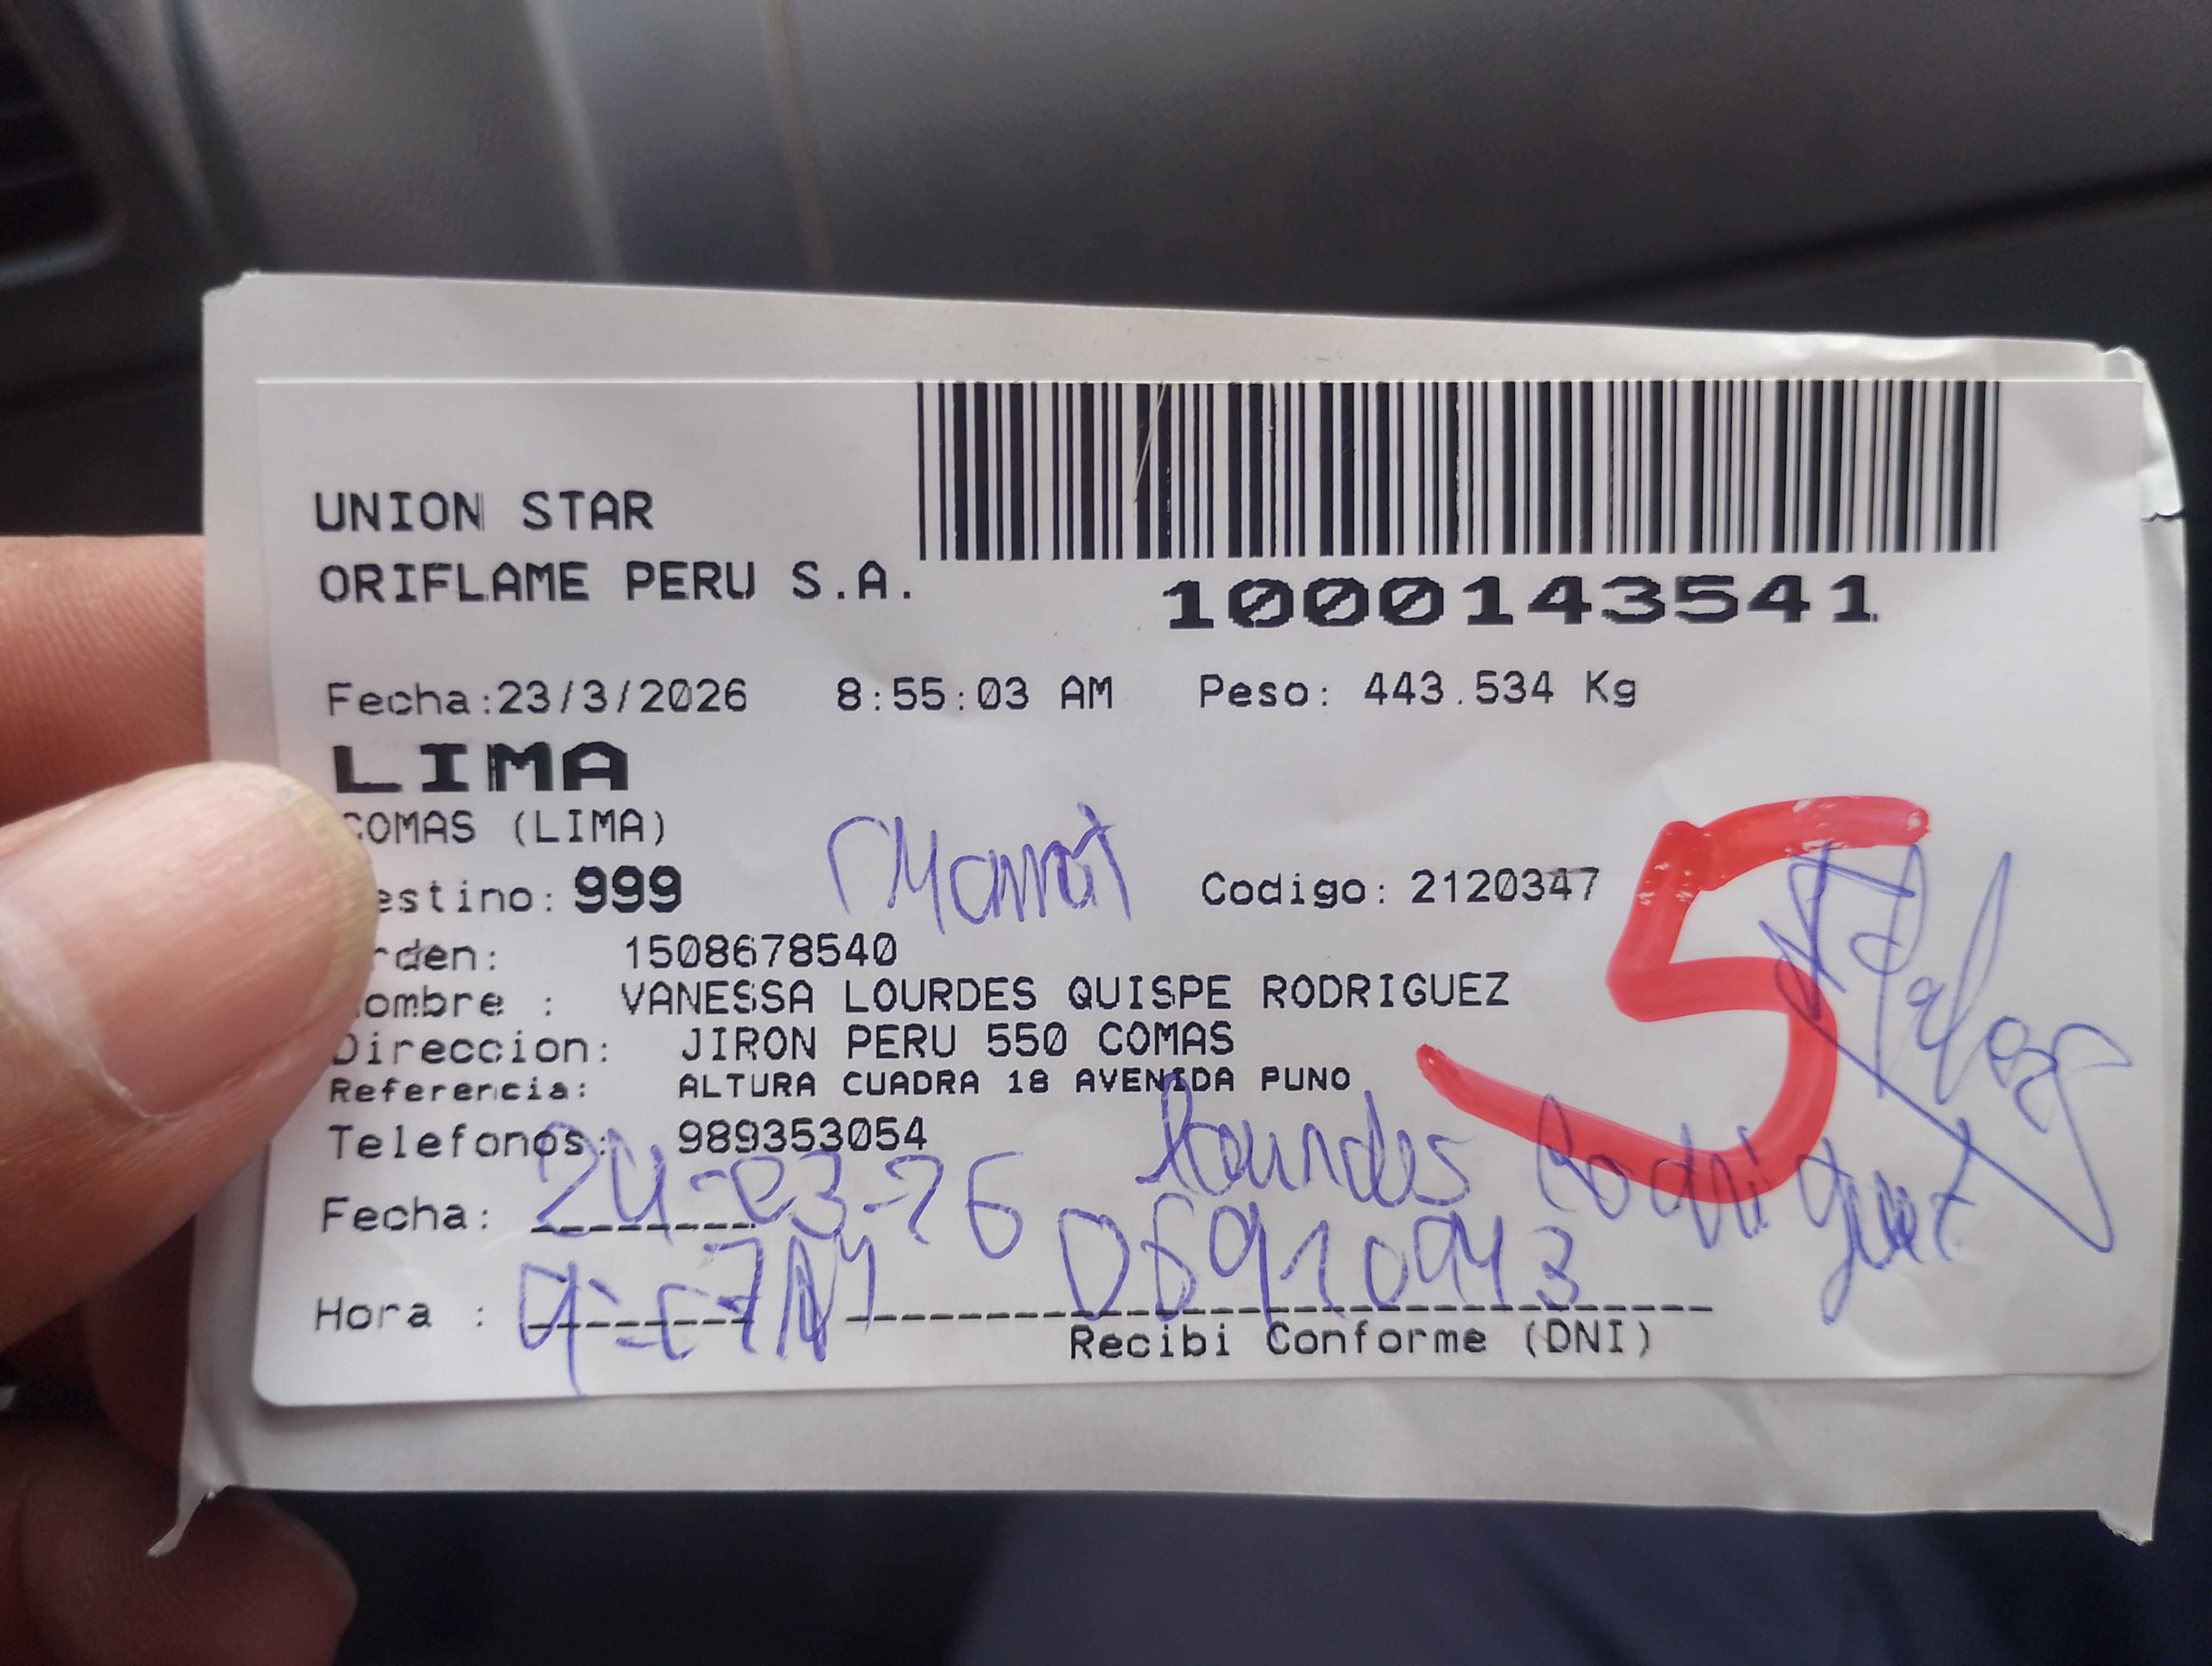 UNION STAR
ORIFLAME PERU S.A.
1000143541
Fecha:23/3/2026 8:55:03 AM Peso: 443.534 Kg
LIMA
COMAS (LIMA)
estino: 999 Codigo: 2120347
5
rden: 1508678540
ombre : VANESSA LOURDES QUISPE RODRIGUEZ
Direccion: JIRON PERU 550 COMAS
Referencia: ALTURA CUADRA 18 AVENIDA PUNO
Telefonos: 989353054
Lourdes Rodriguez
Fecha: 24-03-26
06910943
Hora :
Recibi Conforme (DNI)